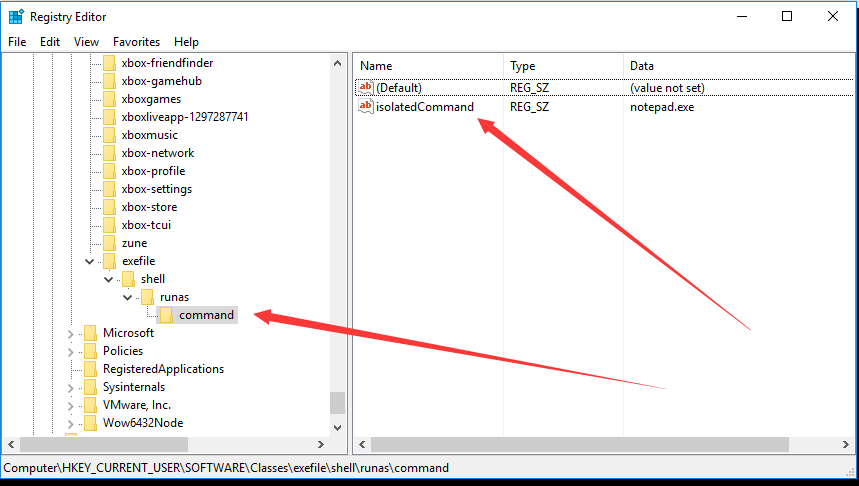 Registry Editor
File Edit View Favorites Help
xbox-friendfinder
xbox-gamehub
xboxgames
xboxliveapp-1297287741
xboxmusic
xbox-network
xbox-profile
xbox-settings
xbox-store
xbox-tcui
zune
exefile
shell
runas
command
Microsoft
Policies
RegisteredApplications
Sysinternals
VMware, Inc.
Wow6432Node
Name Type Data
ab (Default) REG_SZ (value not set)
ab isolatedCommand REG_SZ notepad.exe
Computer\HKEY_CURRENT_USER\SOFTWARE\Classes\exefile\shell\runas\command